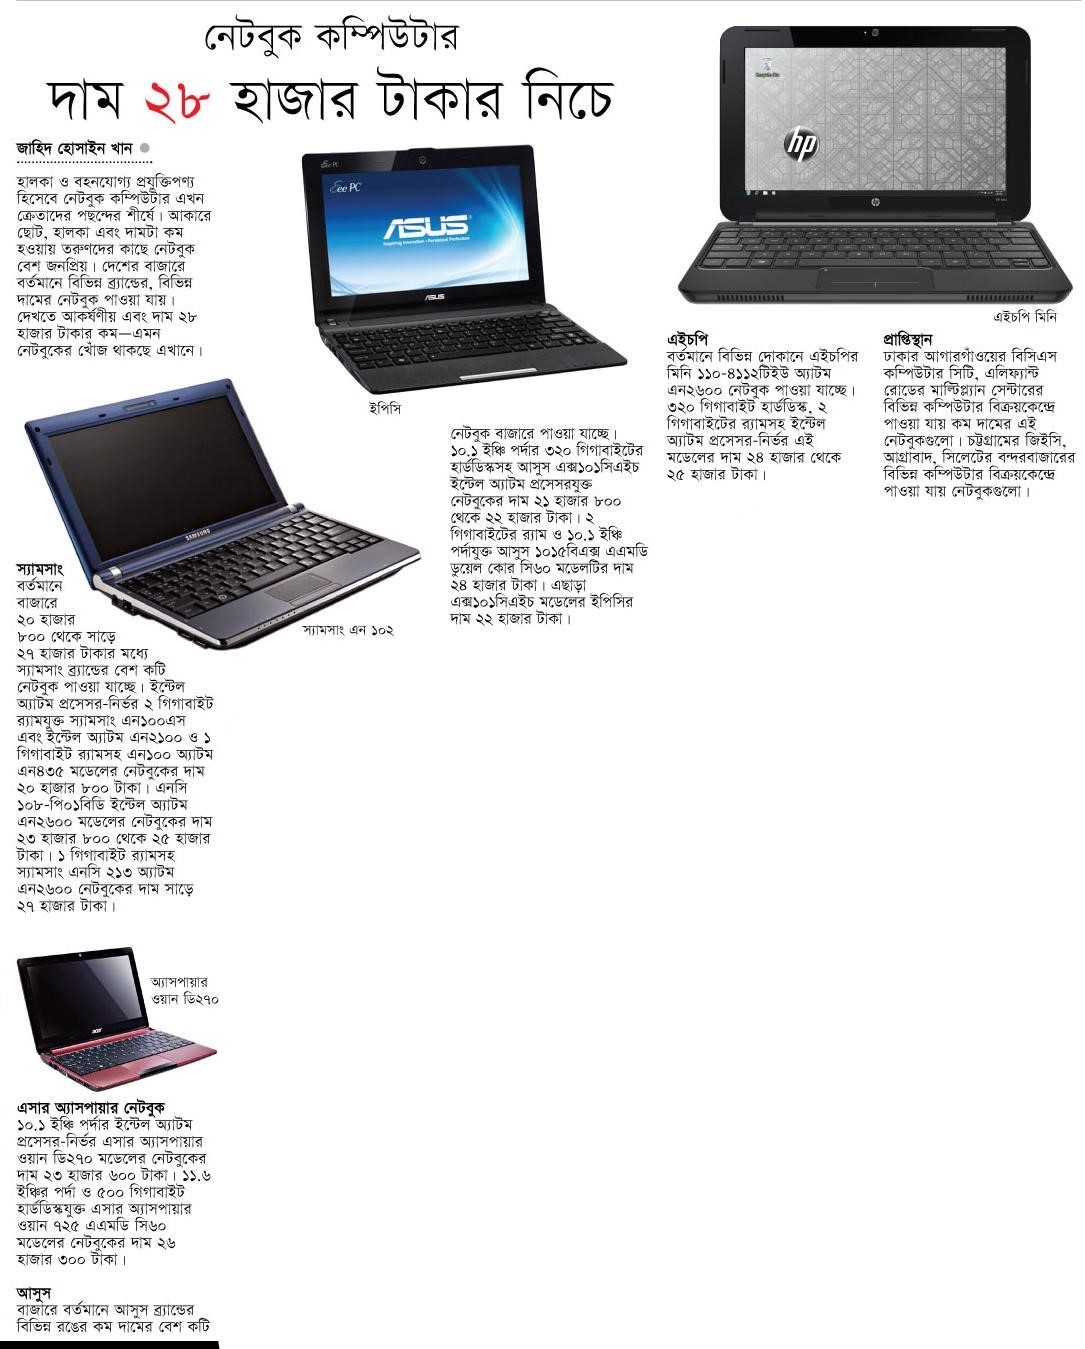 নেটবুক কম্পিউটার
দাম ২৮ হাজার টাকার নিচে
জাহিদ হোসাইন খান
হালকা ও বহনযোগ্য প্রযুক্তিপণ্য
হিসেবে নেটবুক কম্পিউটার এখন
ক্রেতাদের পছন্দের শীর্ষে। আকারে
ছোট, হালকা এবং দামটা কম
হওয়ায় তরুণদের কাছে নেটবুক
বেশ জনপ্রিয়। দেশের বাজারে
বর্তমানে বিভিন্ন ব্র্যান্ডের, বিভিন্ন
দামের নেটবুক পাওয়া যায়।
দেখতে আকর্ষণীয় এবং দাম ২৮
হাজার টাকার কম—এমন
নেটবুকের খোঁজ থাকছে এখানে।
SAMSUNG
স্যামসাং এন ১০২
স্যামসাং
বর্তমানে
বাজারে
২০ হাজার
৮০০ থেকে সাড়ে
২৭ হাজার টাকার মধ্যে
স্যামসাং ব্র্যান্ডের বেশ কটি
নেটবুক পাওয়া যাচ্ছে। ইন্টেল
অ্যাটম প্রসেসর-নির্ভর ২ গিগাবাইট
র‍্যামযুক্ত স্যামসাং এন১০০এস
এবং ইন্টেল অ্যাটম এন২১০০ ও ১
গিগাবাইট র‍্যামসহ এন১০০ অ্যাটম
এন৪৩৫ মডেলের নেটবুকের দাম
২০ হাজার ৮০০ টাকা। এনসি
১০৮-পি০১বিডি ইন্টেল অ্যাটম
এন২৬০০ মডেলের নেটবুকের দাম
২৩ হাজার ৮০০ থেকে ২৫ হাজার
টাকা। ১ গিগাবাইট র‍্যামসহ
স্যামসাং এনসি ২১৩ অ্যাটম
এন২৬০০ নেটবুকের দাম সাড়ে
২৭ হাজার টাকা।
acer
অ্যাসপায়ার
ওয়ান ডি২৭০
এসার অ্যাসপায়ার নেটবুক
১০.১ ইঞ্চি পর্দার ইন্টেল অ্যাটম
প্রসেসর-নির্ভর এসার অ্যাসপায়ার
ওয়ান ডি২৭০ মডেলের নেটবুকের
দাম ২৩ হাজার ৬০০ টাকা। ১১.৬
ইঞ্চির পর্দা ও ৫০০ গিগাবাইট
হার্ডডিস্কযুক্ত এসার অ্যাসপায়ার
ওয়ান ৭২৫ এএমডি সি৬০
মডেলের নেটবুকের দাম ২৬
হাজার ৩০০ টাকা।
আসুস
বাজারে বর্তমানে আসুস ব্র্যান্ডের
বিভিন্ন রঙের কম দামের বেশ কটি
Eee PC
Eee PC
ASUS
Inspiring Innovation • Persistent Perfection
ASUS
ইপিসি
নেটবুক বাজারে পাওয়া যাচ্ছে।
১০.১ ইঞ্চি পর্দার ৩২০ গিগাবাইটের
হার্ডডিস্কসহ আসুস এক্স১০১সিএইচ
ইন্টেল অ্যাটম প্রসেসরযুক্ত
নেটবুকের দাম ২১ হাজার ৮০০
থেকে ২২ হাজার টাকা। ২
গিগাবাইটের র‍্যাম ও ১০.১ ইঞ্চি
পর্দাযুক্ত আসুস ১০১৫বিএক্স এএমডি
ডুয়েল কোর সি৬০ মডেলটির দাম
২৪ হাজার টাকা। এছাড়া
এক্স১০১সিএইচ মডেলের ইপিসির
দাম ২২ হাজার টাকা।
Recycle Bin
hp
hp
এইচপি মিনি
এইচপি
বর্তমানে বিভিন্ন দোকানে এইচপির
মিনি ১১০-৪১১২টিইউ অ্যাটম
এন২৬০০ নেটবুক পাওয়া যাচ্ছে।
৩২০ গিগাবাইট হার্ডডিস্ক, ২
গিগাবাইটের র‍্যামসহ ইন্টেল
অ্যাটম প্রসেসর-নির্ভর এই
মডেলের দাম ২৪ হাজার থেকে
২৫ হাজার টাকা।
প্রাপ্তিস্থান
ঢাকার আগারগাঁওয়ের বিসিএস
কম্পিউটার সিটি, এলিফ্যান্ট
রোডের মাল্টিপ্ল্যান সেন্টারের
বিভিন্ন কম্পিউটার বিক্রয়কেন্দ্রে
পাওয়া যায় কম দামের এই
নেটবুকগুলো। চট্টগ্রামের জিইসি,
আগ্রাবাদ, সিলেটের বন্দরবাজারের
বিভিন্ন কম্পিউটার বিক্রয়কেন্দ্রে
পাওয়া যায় নেটবুকগুলো।